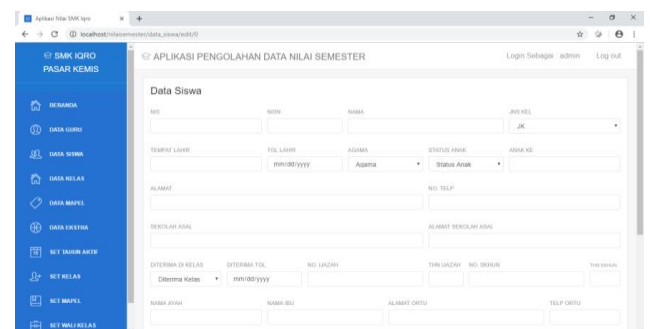 Aplikasi Nilai SMK Iqro
localhost/nilaisemester/data_siswa/edit/0
SMK IQRO
PASAR KEMIS
APLIKASI PENGOLAHAN DATA NILAI SEMESTER
Login Sebagai : admin
Log out
BERANDA
DATA GURU
DATA SISWA
DATA KELAS
DATA MAPEL
DATA EKSTRA
SET TAHUN AKTIF
SET KELAS
SET MAPEL
SET WALI KELAS
Data Siswa
NIS NISN NAMA JNS KEL
JK
TEMPAT LAHIR TGL LAHIR AGAMA STATUS ANAK ANAK KE
mm/dd/yyyy Agama Status Anak
ALAMAT NO. TELP
SEKOLAH ASAL ALAMAT SEKOLAH ASAL
DITERIMA DI KELAS DITERIMA TGL NO. IJAZAH THN IJAZAH NO. SKHUN THN SKHUN
Diterima Kelas mm/dd/yyyy
NAMA AYAH NAMA IBU ALAMAT ORTU TELP ORTU